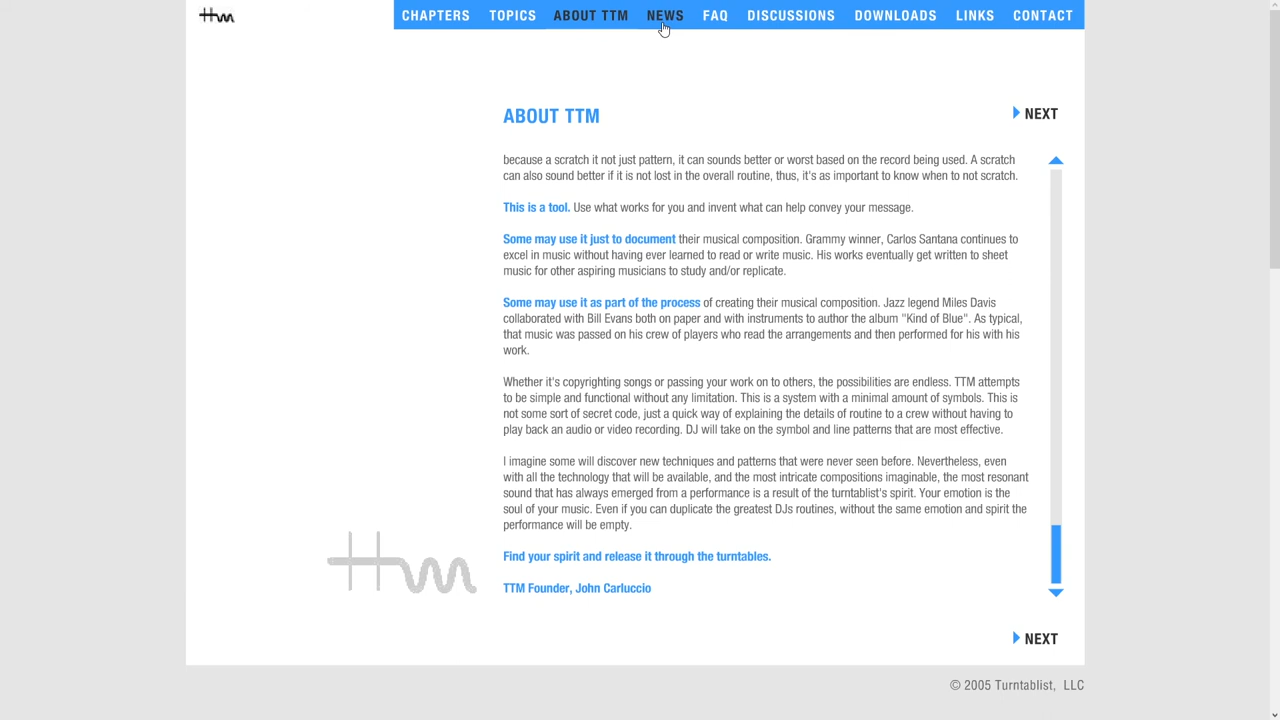 CHAPTERS TOPICS ABOUT TTM NEWS FAQ DISCUSSIONS DOWNLOADS LINKS CONTACT
ABOUT TTM
NEXT
because a scratch it not just pattern, it can sounds better or worst based on the record being used. A scratch
can also sound better if it is not lost in the overall routine, thus, it's as important to know when to not scratch.
This is a tool. Use what works for you and invent what can help convey your message.
Some may use it just to document their musical composition. Grammy winner, Carlos Santana continues to
excel in music without having ever learned to read or write music. His works eventually get written to sheet
music for other aspiring musicians to study and/or replicate.
Some may use it as part of the process of creating their musical composition. Jazz legend Miles Davis
collaborated with Bill Evans both on paper and with instruments to author the album "Kind of Blue". As typical,
that music was passed on his crew of players who read the arrangements and then performed for his with his
work.
Whether it's copyrighting songs or passing your work on to others, the possibilities are endless. TTM attempts
to be simple and functional without any limitation. This is a system with a minimal amount of symbols. This is
not some sort of secret code, just a quick way of explaining the details of routine to a crew without having to
play back an audio or video recording. DJ will take on the symbol and line patterns that are most effective.
I imagine some will discover new techniques and patterns that were never seen before. Nevertheless, even
with all the technology that will be available, and the most intricate compositions imaginable, the most resonant
sound that has always emerged from a performance is a result of the turntablist's spirit. Your emotion is the
soul of your music. Even if you can duplicate the greatest DJs routines, without the same emotion and spirit the
performance will be empty.
Find your spirit and release it through the turntables.
TTM Founder, John Carluccio
NEXT
© 2005 Turntablist, LLC